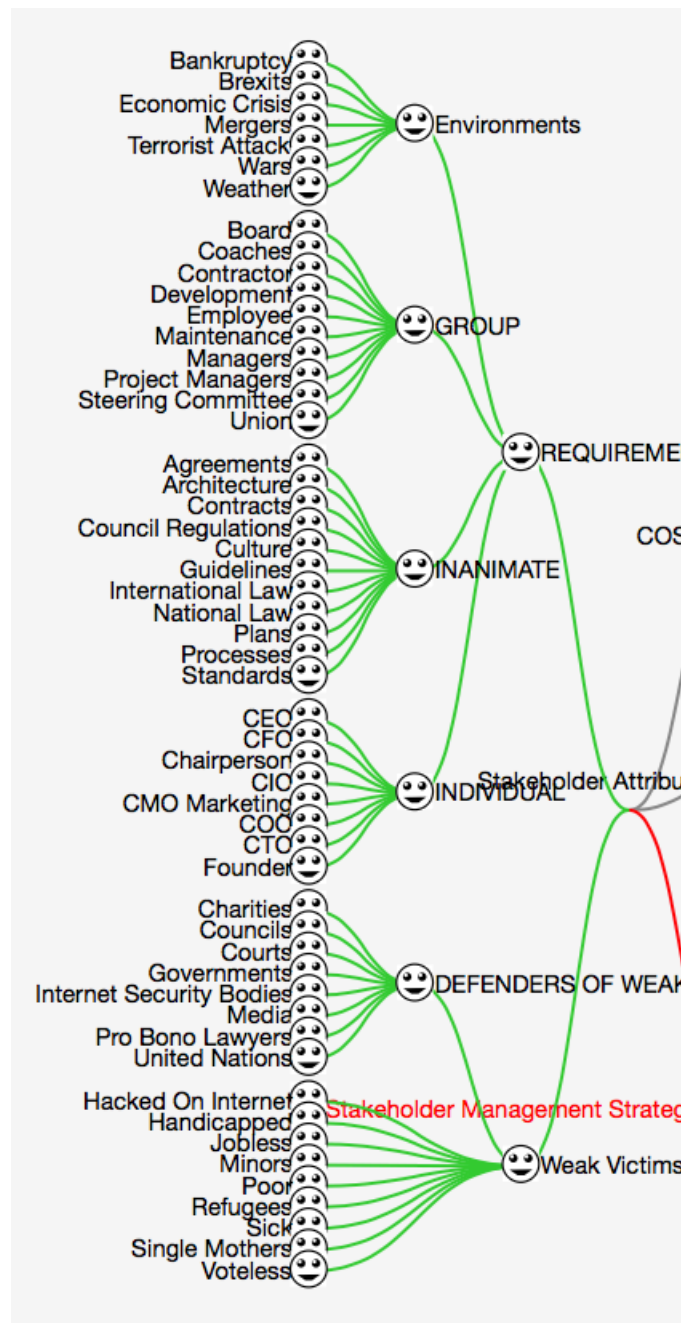 Bankruptcy
Brexits
Economic Crisis
Mergers
Terrorist Attack
Wars
Weather
Environments
Board
Coaches
Contractor
Development
Employee
Maintenance
Managers
Project Managers
Steering Committee
Union
GROUP
REQUIREME
Agreements
Architecture
Contracts
Council Regulations
Culture
Guidelines
International Law
National Law
Plans
Processes
Standards
INANIMATE
COS
CEO
CFO
Chairperson
CIO
CMO Marketing
COO
CTO
Founder
INDIVIDUAL
Stakeholder Attribu
Charities
Councils
Courts
Governments
Internet Security Bodies
Media
Pro Bono Lawyers
United Nations
DEFENDERS OF WEAK
Hacked On Internet
Handicapped
Jobless
Minors
Poor
Refugees
Sick
Single Mothers
Voteless
Stakeholder Management Strateg
Weak Victims